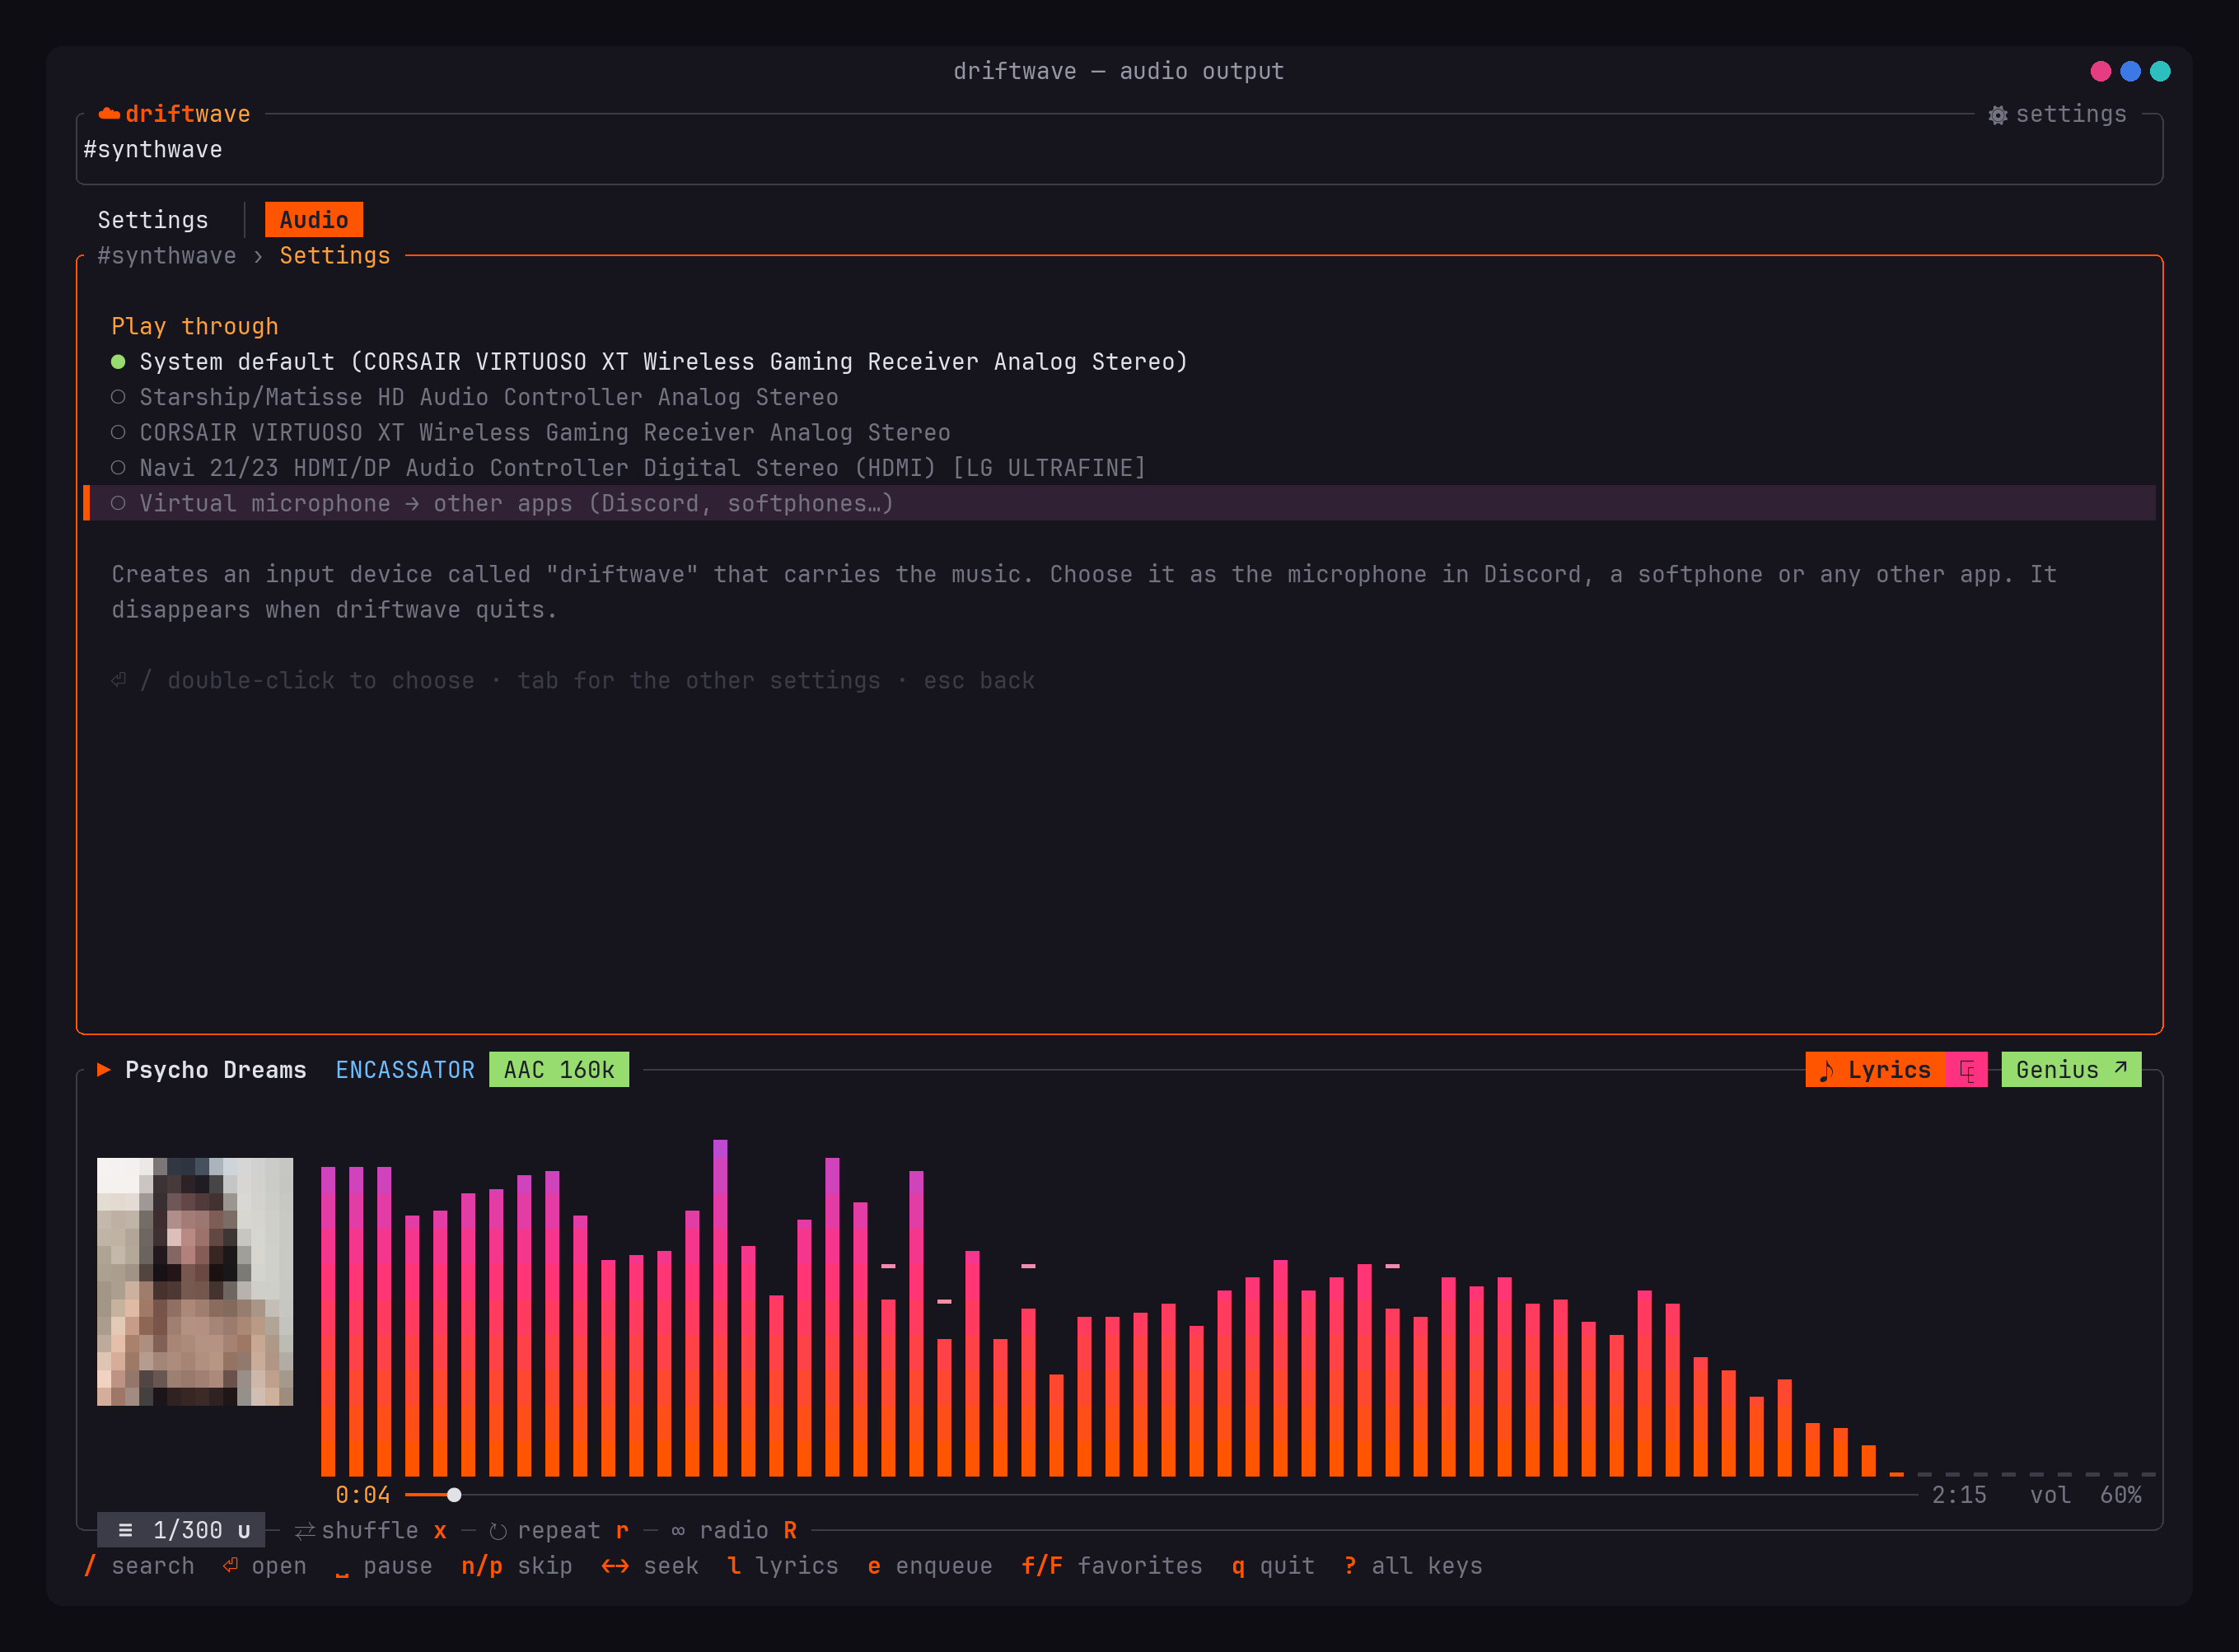 driftwave — audio output
driftwave
settings
#synthwave
Settings │ Audio
#synthwave › Settings
Play through
● System default (CORSAIR VIRTUOSO XT Wireless Gaming Receiver Analog Stereo)
○ Starship/Matisse HD Audio Controller Analog Stereo
○ CORSAIR VIRTUOSO XT Wireless Gaming Receiver Analog Stereo
○ Navi 21/23 HDMI/DP Audio Controller Digital Stereo (HDMI) [LG ULTRAFINE]
○ Virtual microphone → other apps (Discord, softphones…)
Creates an input device called "driftwave" that carries the music. Choose it as the microphone in Discord, a softphone or any other app. It
disappears when driftwave quits.
⏎ / double-click to choose · tab for the other settings · esc back
▶ Psycho Dreams ENCASSATOR AAC 160k
♪ Lyrics
Genius ↗
0:04
2:15 vol 60%
≡ 1/300 u ⇄ shuffle x — ↻ repeat r — ∞ radio R
/ search ⏎ open ␣ pause n/p skip ←→ seek l lyrics e enqueue f/F favorites q quit ? all keys